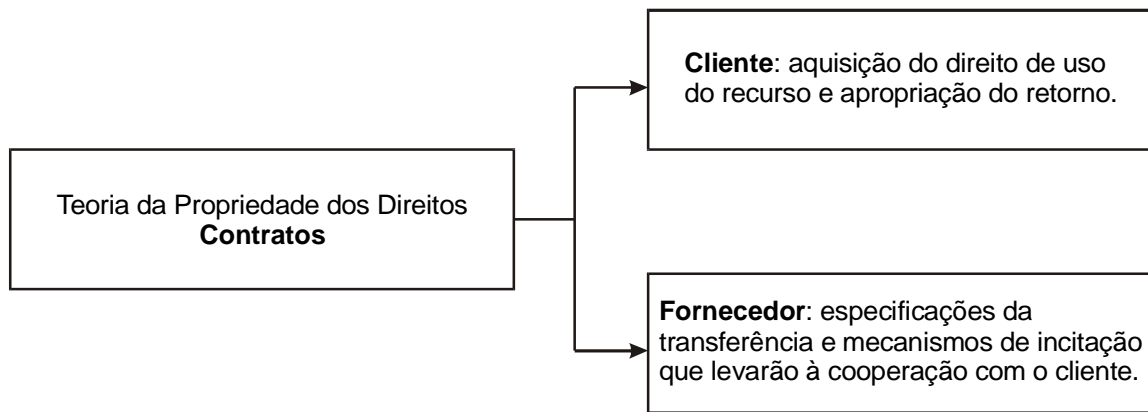 Cliente: aquisição do direito de uso
do recurso e apropriação do retorno.
Teoria da Propriedade dos Direitos
Contratos
Fornecedor: especificações da
transferência e mecanismos de incitação
que levarão à cooperação com o cliente.